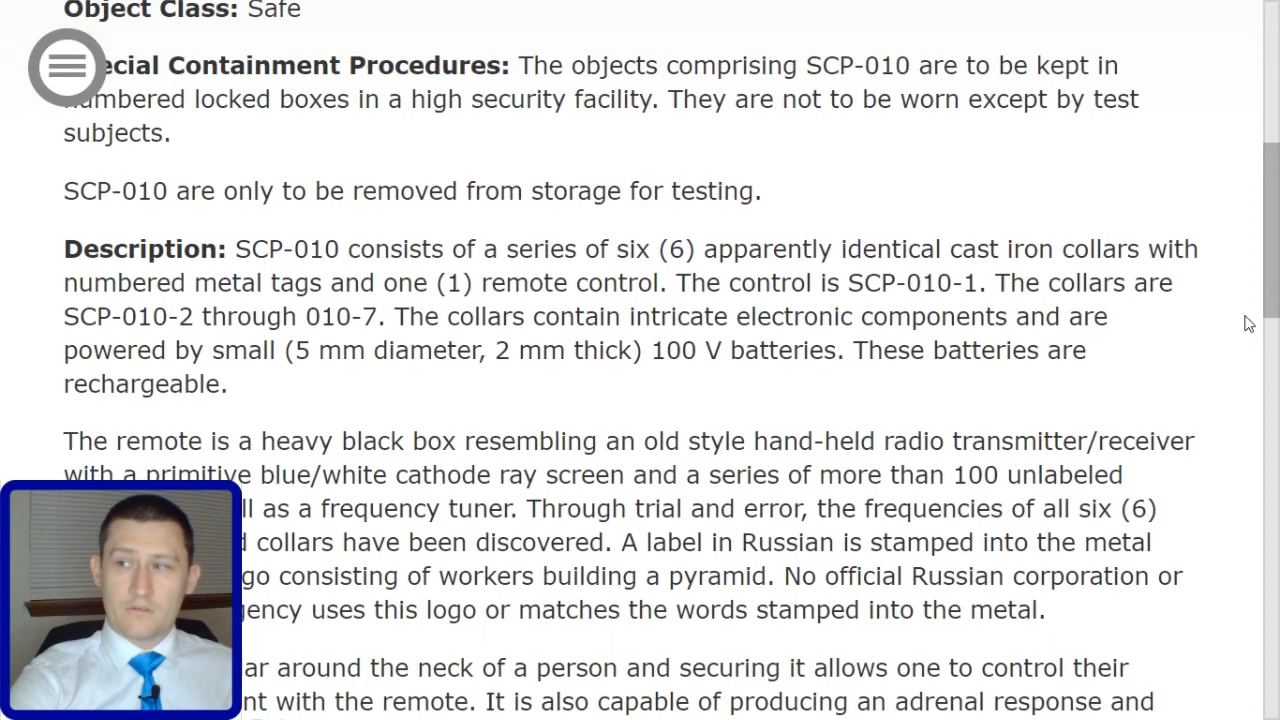 Object Class: Safe
ecial Containment Procedures: The objects comprising SCP-010 are to be kept in
numbered locked boxes in a high security facility. They are not to be worn except by test
subjects.
SCP-010 are only to be removed from storage for testing.
Description: SCP-010 consists of a series of six (6) apparently identical cast iron collars with
numbered metal tags and one (1) remote control. The control is SCP-010-1. The collars are
SCP-010-2 through 010-7. The collars contain intricate electronic components and are
powered by small (5 mm diameter, 2 mm thick) 100 V batteries. These batteries are
rechargeable.
The remote is a heavy black box resembling an old style hand-held radio transmitter/receiver
with a primitive blue/white cathode ray screen and a series of more than 100 unlabeled
ll as a frequency tuner. Through trial and error, the frequencies of all six (6)
d collars have been discovered. A label in Russian is stamped into the metal
go consisting of workers building a pyramid. No official Russian corporation or
gency uses this logo or matches the words stamped into the metal.
ar around the neck of a person and securing it allows one to control their
nt with the remote. It is also capable of producing an adrenal response and